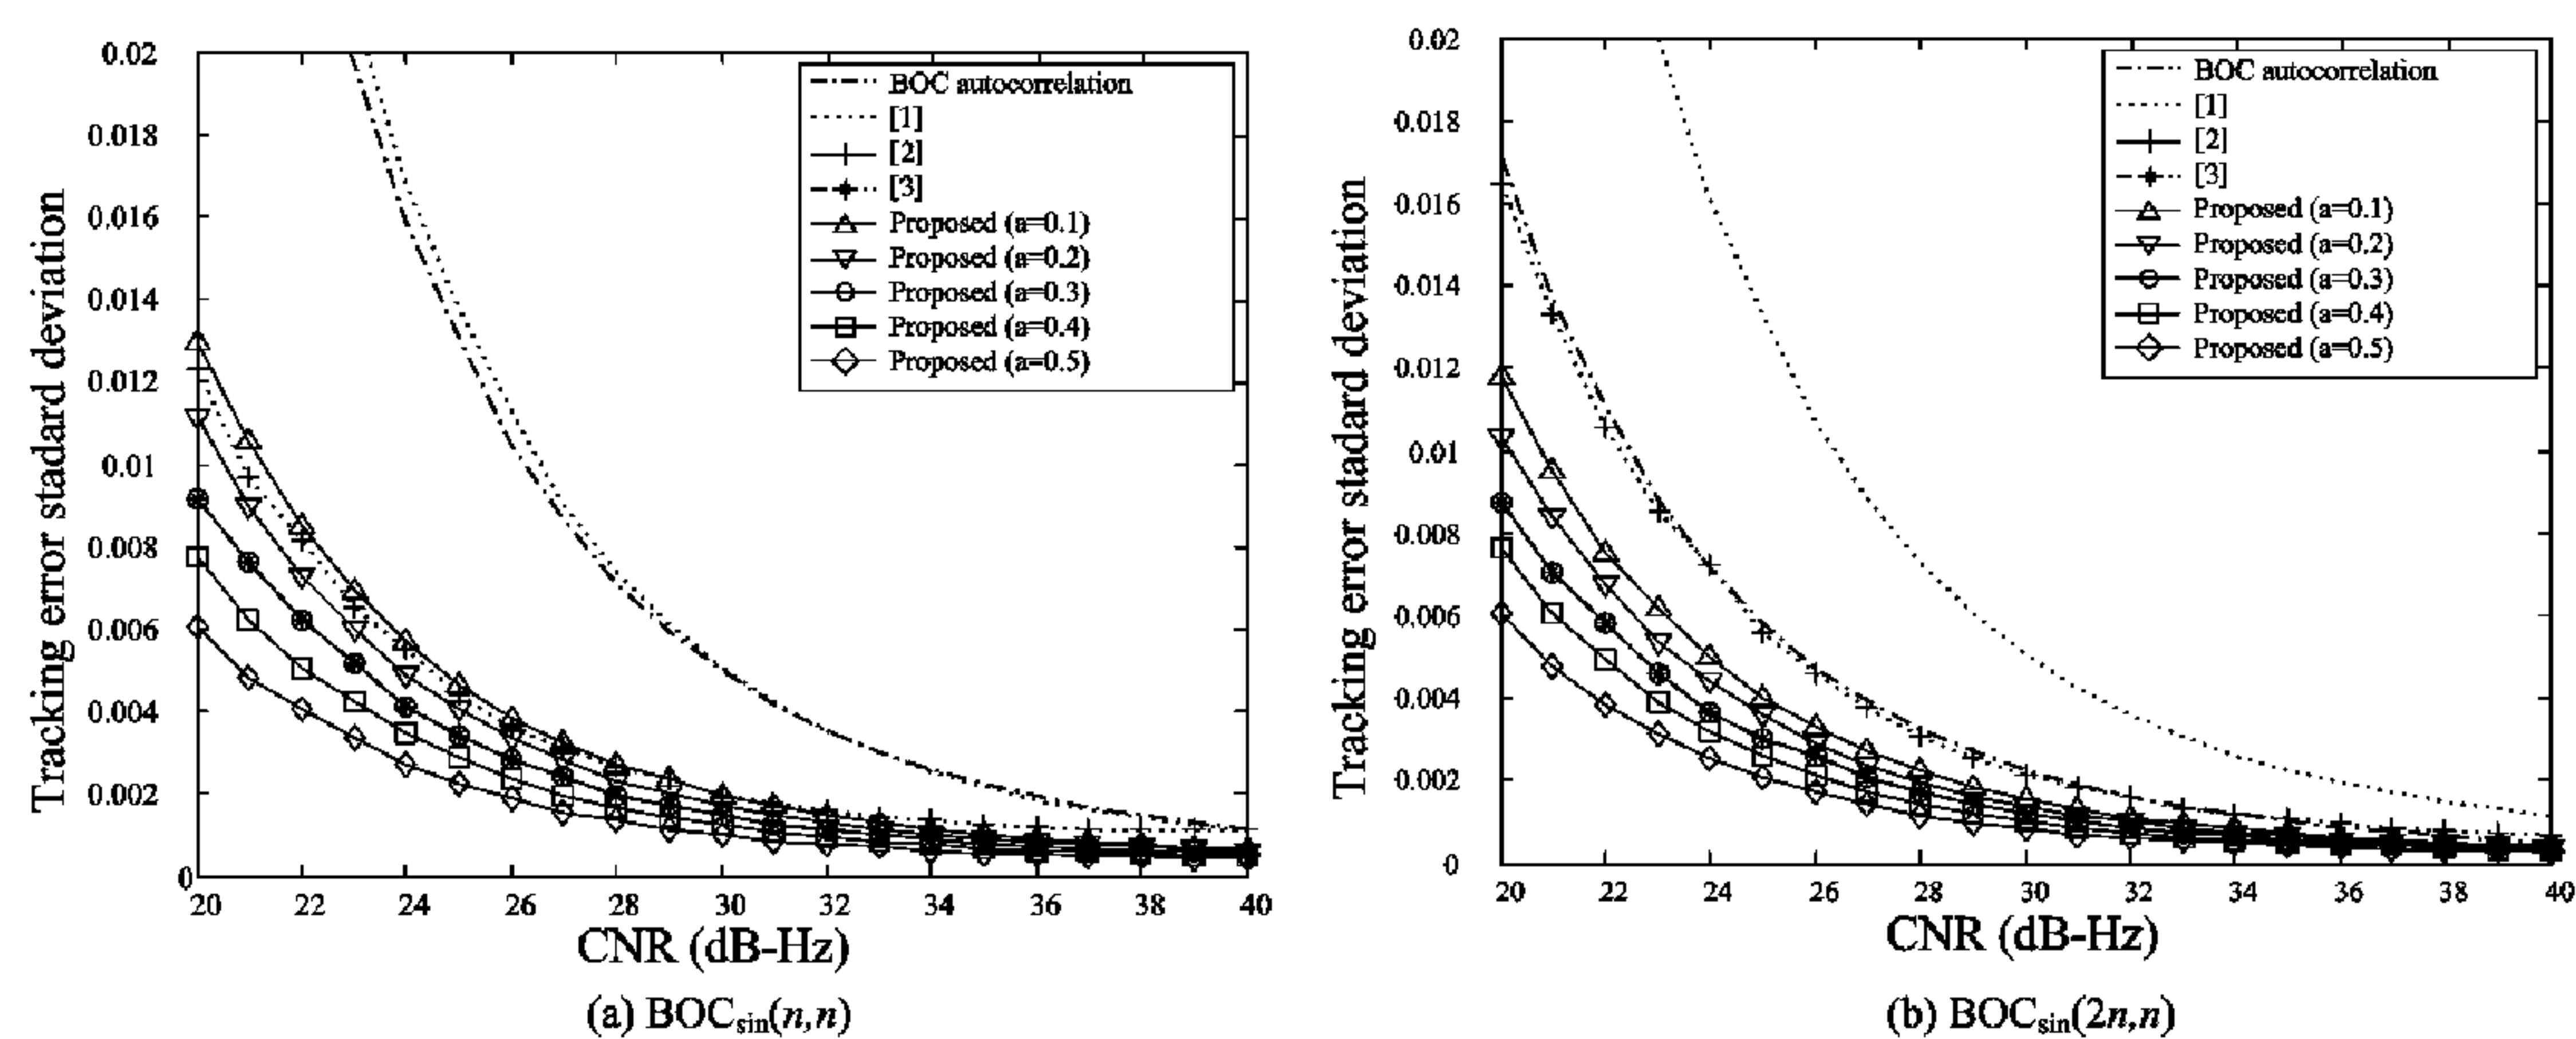 0.02
0.018
0.016
0.014
0.012
0.01
0.008
0.006
0.004
0.002
0
20 22 24 26 28 30 32 34 36 38 40
Tracking error stadard deviation
CNR (dB-Hz)
BOC autocorrelation
[1]
[2]
[3]
Proposed (a=0.1)
Proposed (a=0.2)
Proposed (a=0.3)
Proposed (a=0.4)
Proposed (a=0.5)
(a) BOCsin(n,n)
0.02
0.018
0.016
0.014
0.012
0.01
0.008
0.006
0.004
0.002
0
20 22 24 26 28 30 32 34 36 38 40
Tracking error stadard deviation
CNR (dB-Hz)
BOC autocorrelation
[1]
[2]
[3]
Proposed (a=0.1)
Proposed (a=0.2)
Proposed (a=0.3)
Proposed (a=0.4)
Proposed (a=0.5)
(b) BOCsin(2n,n)